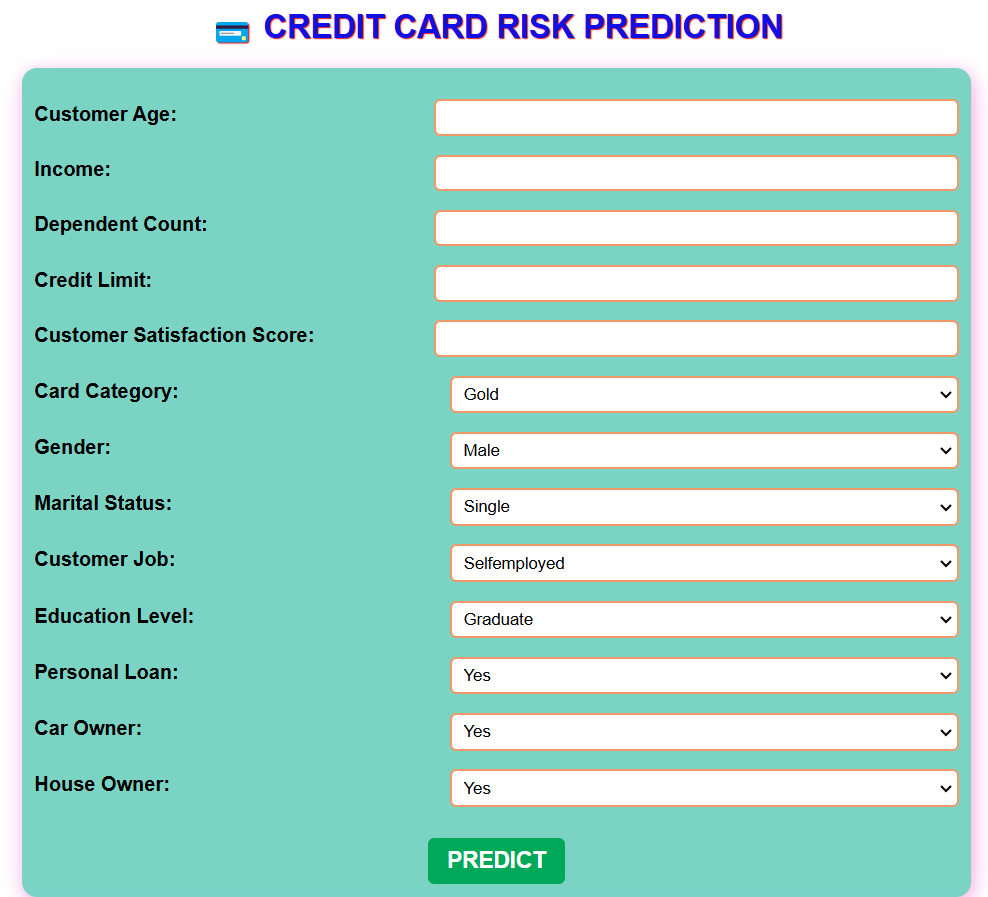 CREDIT CARD RISK PREDICTION
Customer Age:
Income:
Dependent Count:
Credit Limit:
Customer Satisfaction Score:
Card Category: Gold
Gender: Male
Marital Status: Single
Customer Job: Selfemployed
Education Level: Graduate
Personal Loan: Yes
Car Owner: Yes
House Owner: Yes
PREDICT